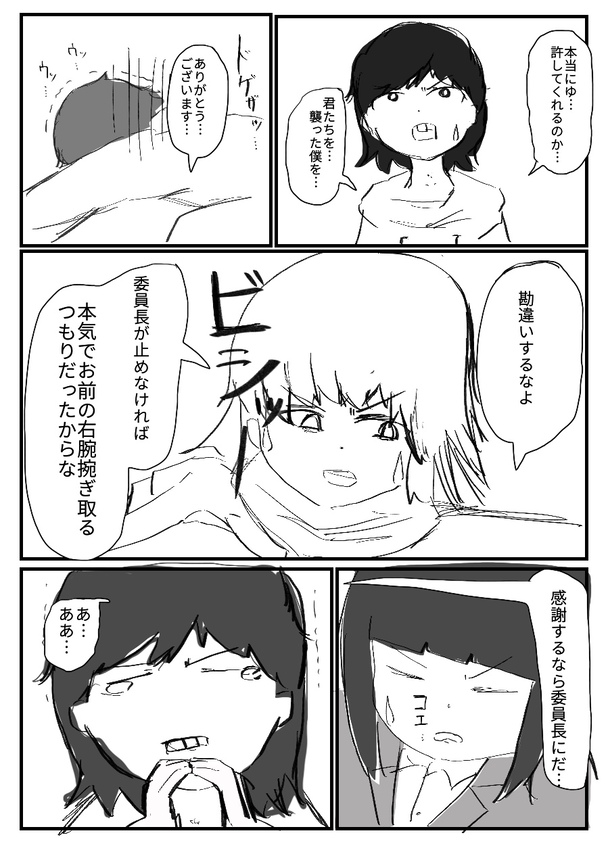 本当にゆ…
許してくれるのか…
君たちを…
襲った僕を…
ドゲザッ
ありがとう…
ございます…
ウッ
ウッ
勘違いするなよ
ビシッ
委員長が止めなければ
本気でお前の右腕捥ぎ取る
つもりだったからな
感謝するなら委員長にだ…
コエ
あ…
ああ…